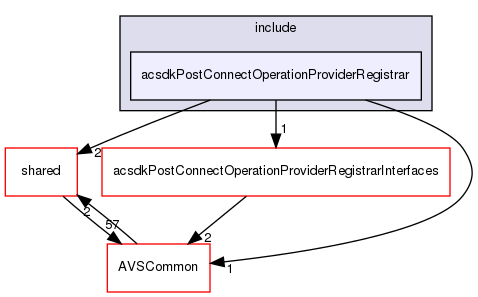 include
acsdkPostConnectOperationProviderRegistrar
2
1
shared
acsdkPostConnectOperationProviderRegistrarInterfaces
2
57
2
AVSCommon
1